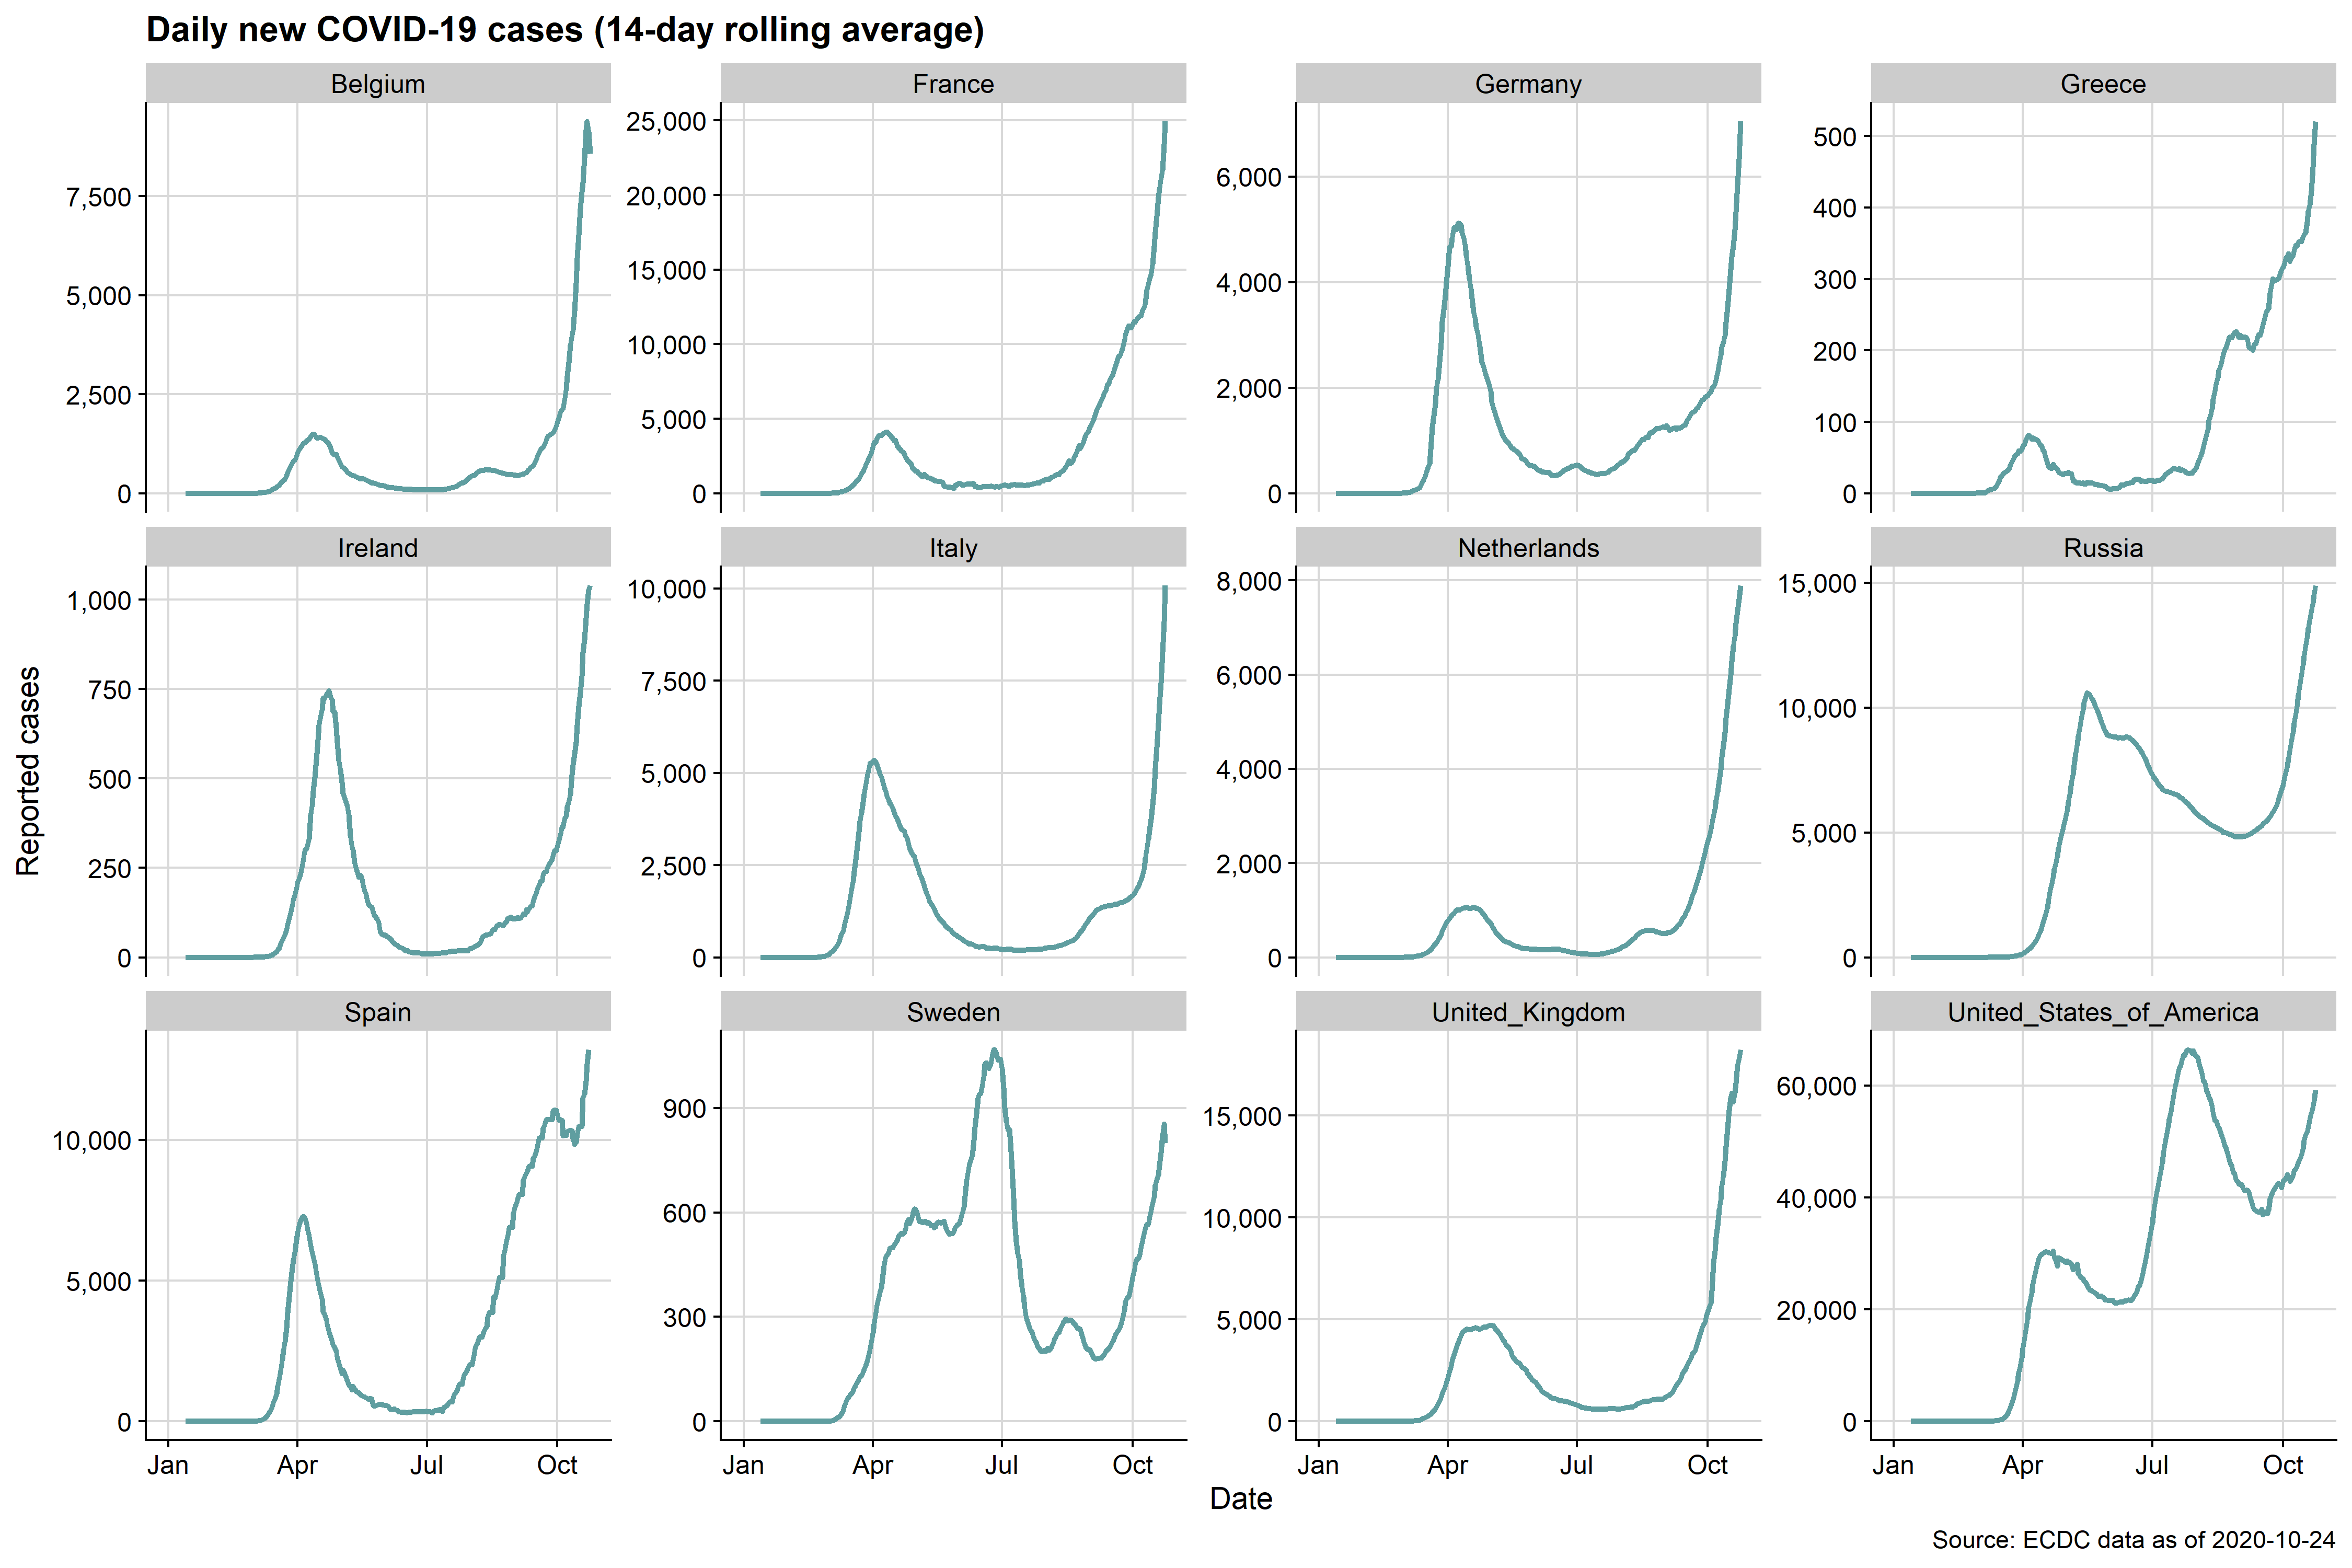 Daily new COVID-19 cases (14-day rolling average)
Belgium
France
Germany
Greece
7,500
5,000
2,500
0
25,000
20,000
15,000
10,000
5,000
0
6,000
4,000
2,000
0
500
400
300
200
100
0
Reported cases
Ireland
Italy
Netherlands
Russia
1,000
750
500
250
0
10,000
7,500
5,000
2,500
0
8,000
6,000
4,000
2,000
0
15,000
10,000
5,000
0
Spain
Sweden
United_Kingdom
United_States_of_America
10,000
5,000
0
900
600
300
0
15,000
10,000
5,000
0
60,000
40,000
20,000
0
Jan Apr Jul Oct
Jan Apr Jul Oct
Jan Apr Jul Oct
Jan Apr Jul Oct
Date
Source: ECDC data as of 2020-10-24